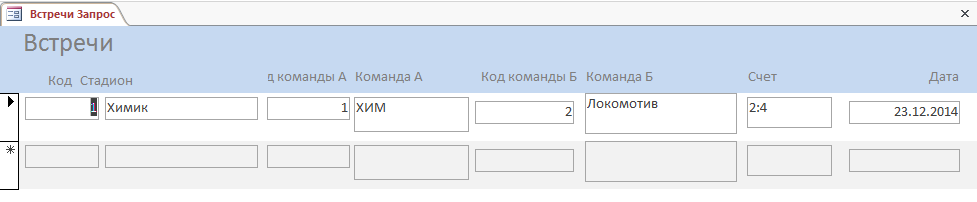 Встречи Запрос
Встречи
Код Стадион д команды А Команда А Код команды Б Команда Б Счет Дата
1 Химик 1 ХИМ 2 Локомотив 2:4 23.12.2014